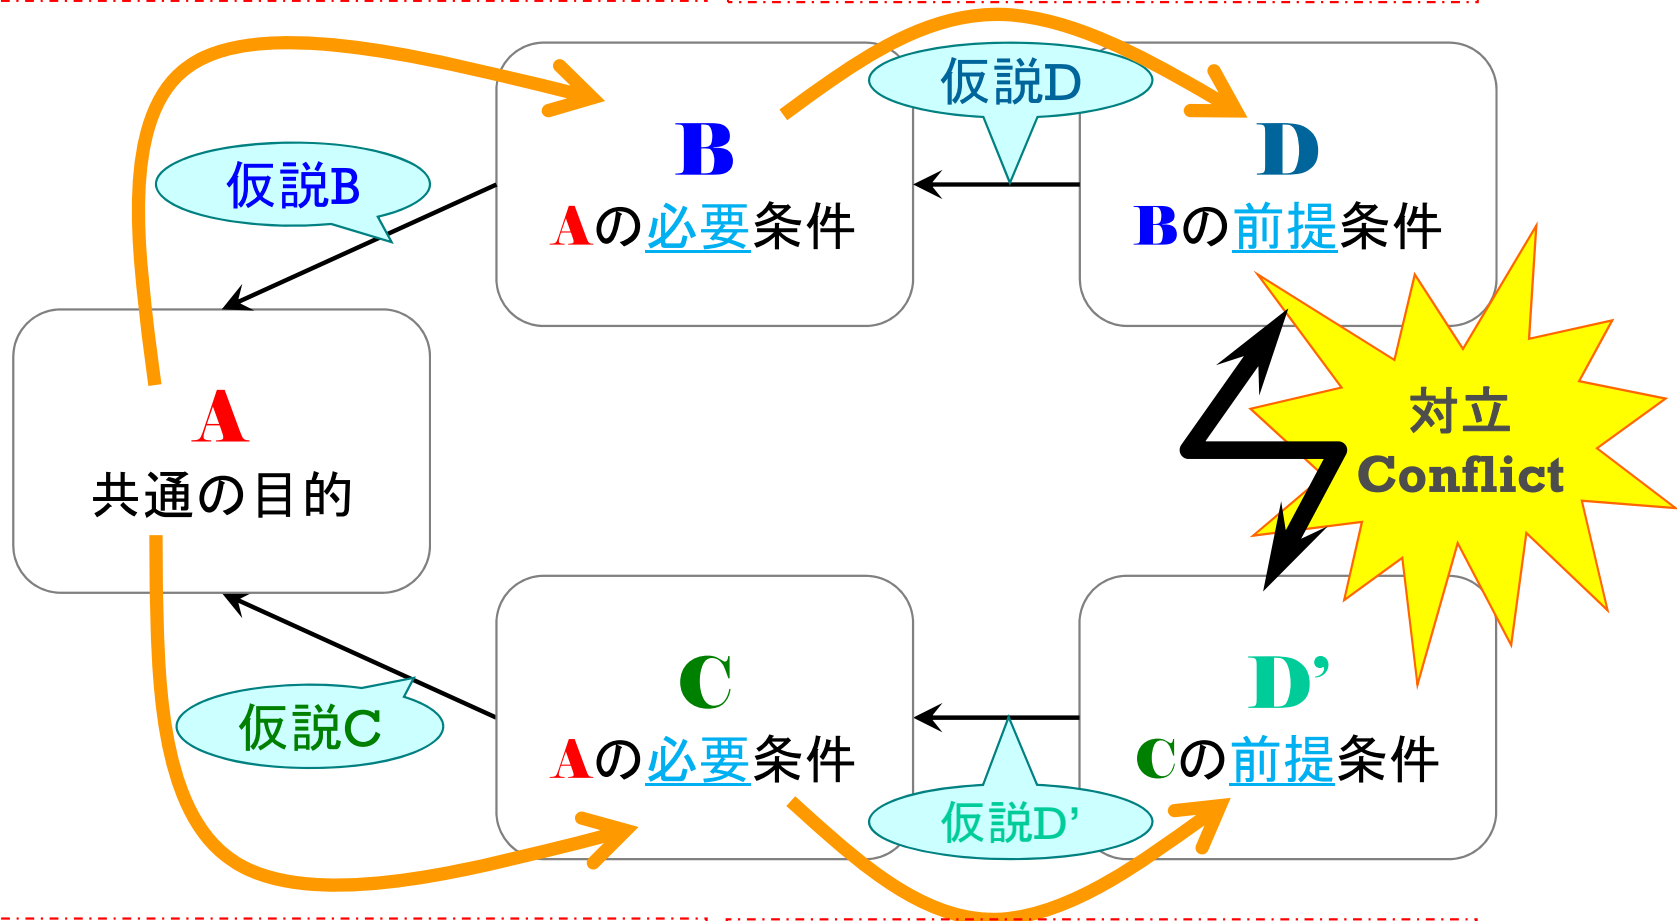 仮説D
B
Aの必要条件
D
Bの前提条件
仮説B
A
共通の目的
対立
Conflict
仮説C
C
Aの必要条件
D’
Cの前提条件
仮説D'